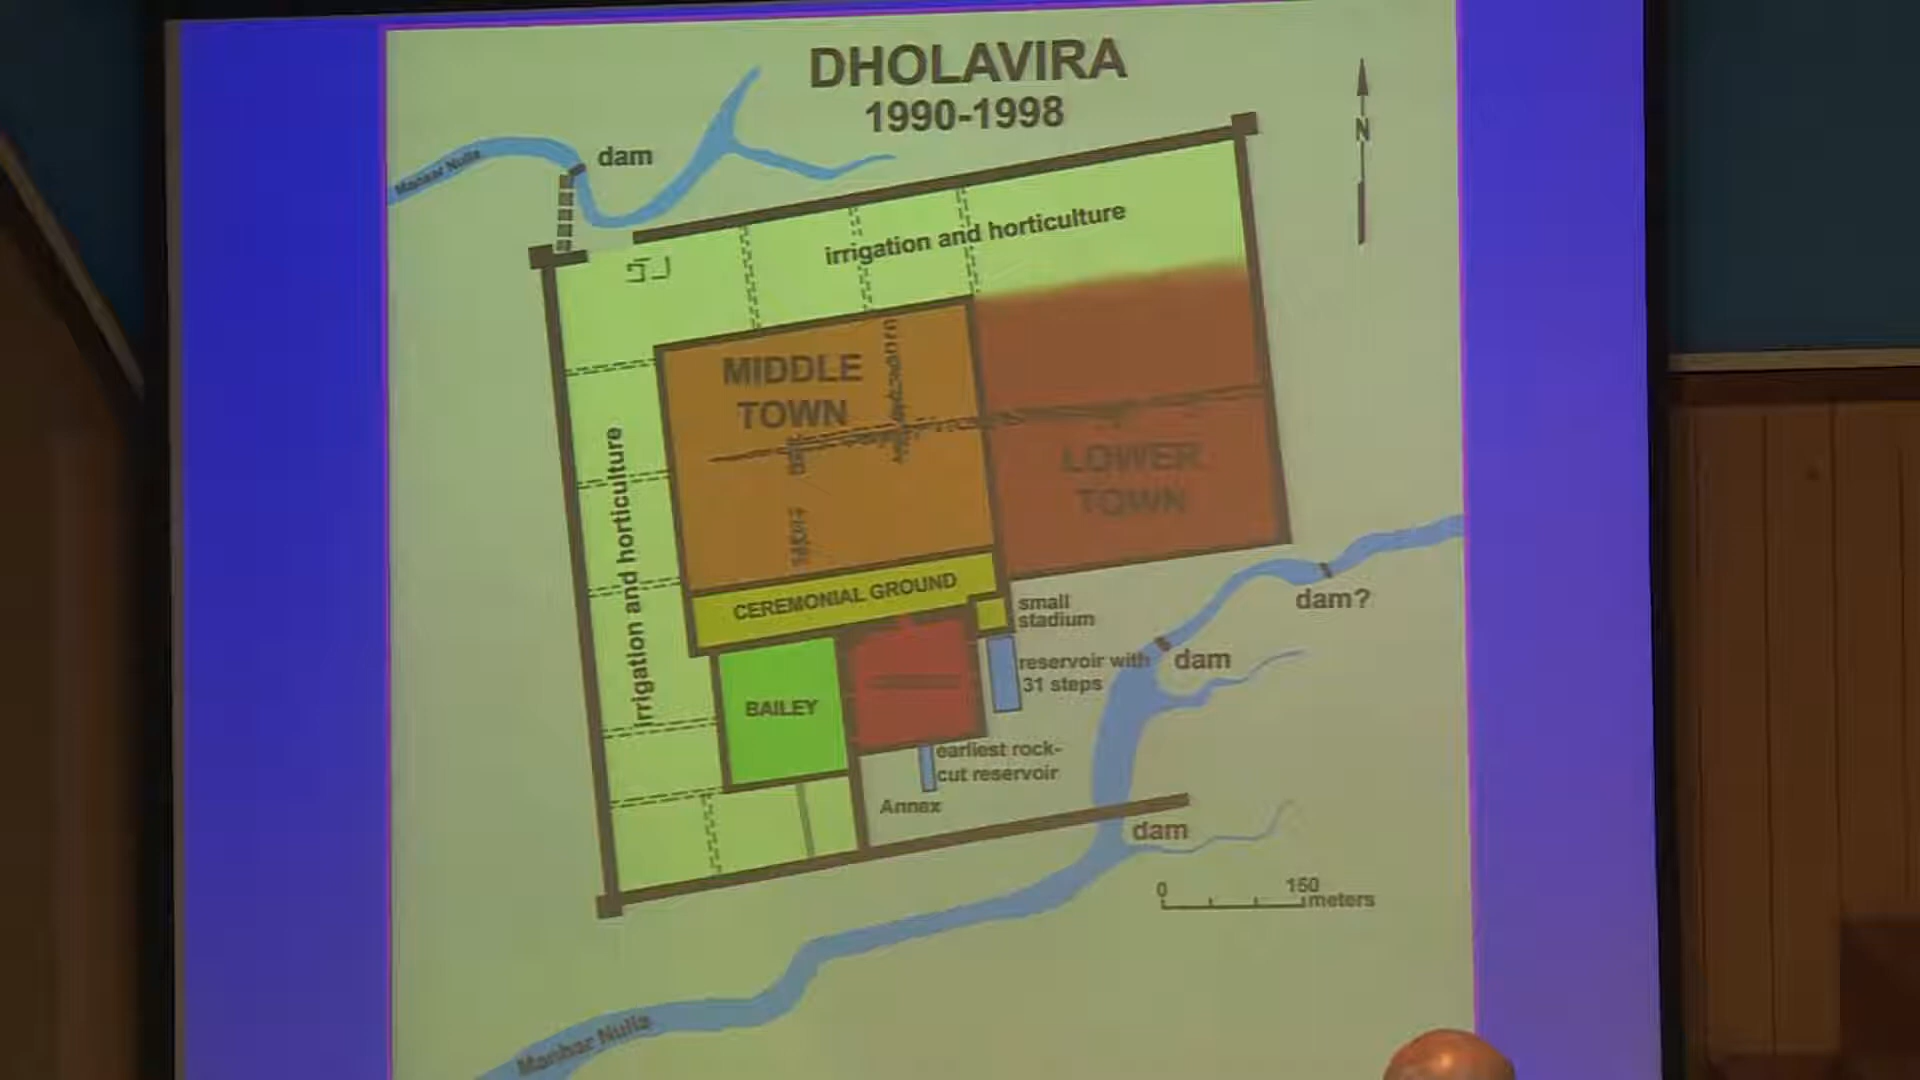 DHOLAVIRA
1990-1998
N
Mansar Nulla
dam
irrigation and horticulture
MIDDLE
TOWN
irrigation and horticulture
LOWER
TOWN
CEREMONIAL GROUND
small
stadium
dam?
reservoir with
31 steps
dam
BAILEY
earliest rock-
cut reservoir
Annex
dam
0
150
meters
Manhar Nulla